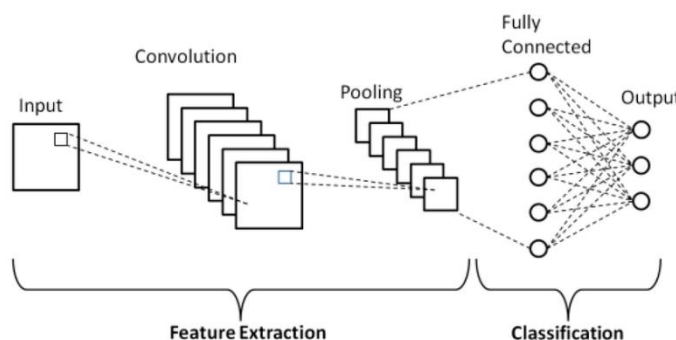 Input
Convolution
Pooling
Fully
Connected
Output
Feature Extraction
Classification